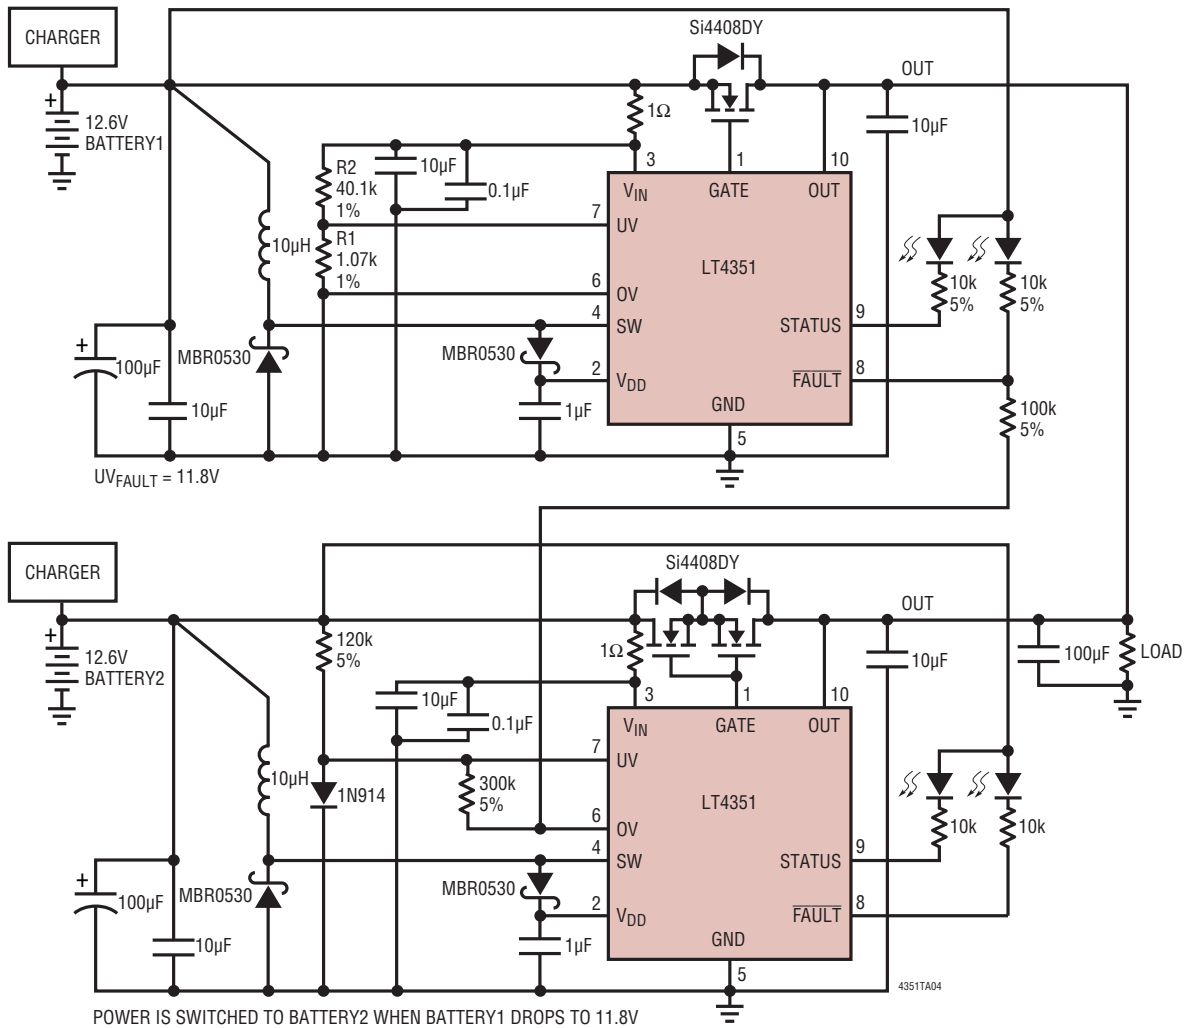 CHARGER
Si4408DY
OUT
+
12.6V
BATTERY1
1Ω
10µF
R2
40.1k
1%
10µF
0.1µF
3
1
10
VIN
GATE
OUT
7
UV
R1
1.07k
1%
10µH
LT4351
6
OV
10k
5%
10k
5%
4
SW
STATUS
9
+
100µF
MBR0530
MBR0530
2
VDD
FAULT
8
10µF
1µF
GND
5
100k
5%
UVFAULT = 11.8V
CHARGER
Si4408DY
OUT
+
12.6V
BATTERY2
120k
5%
1Ω
10µF
100µF
LOAD
10µF
0.1µF
3
1
10
VIN
GATE
OUT
7
UV
10µH
1N914
300k
5%
LT4351
6
OV
10k
10k
4
SW
STATUS
9
+
100µF
MBR0530
MBR0530
2
VDD
FAULT
8
10µF
1µF
GND
5
4351TA04
POWER IS SWITCHED TO BATTERY2 WHEN BATTERY1 DROPS TO 11.8V